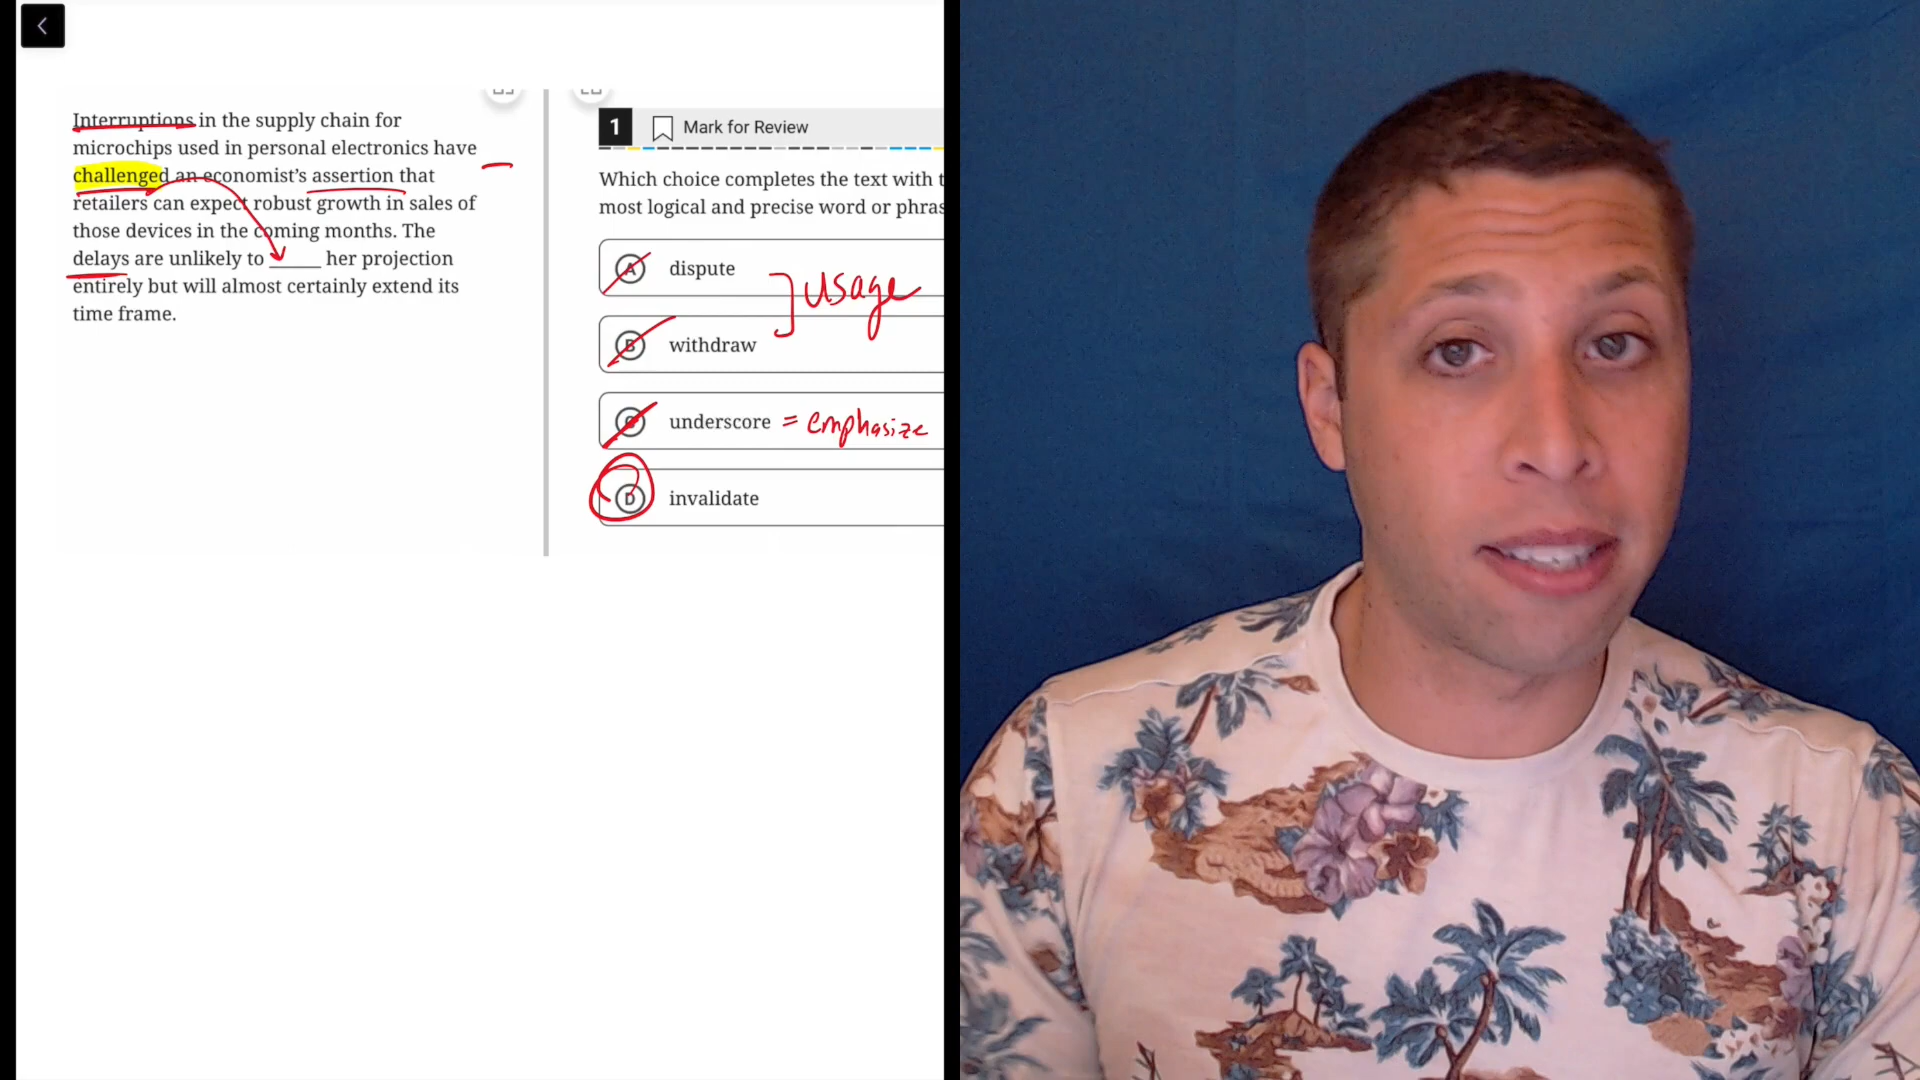 Interruptions in the supply chain for
microchips used in personal electronics have
challenged an economist's assertion that
retailers can expect robust growth in sales of
those devices in the coming months. The
delays are unlikely to _____ her projection
entirely but will almost certainly extend its
time frame.
1 Mark for Review
Which choice completes the text with t
most logical and precise word or phras
A dispute
B withdraw
usage
C underscore = emphasize
D invalidate